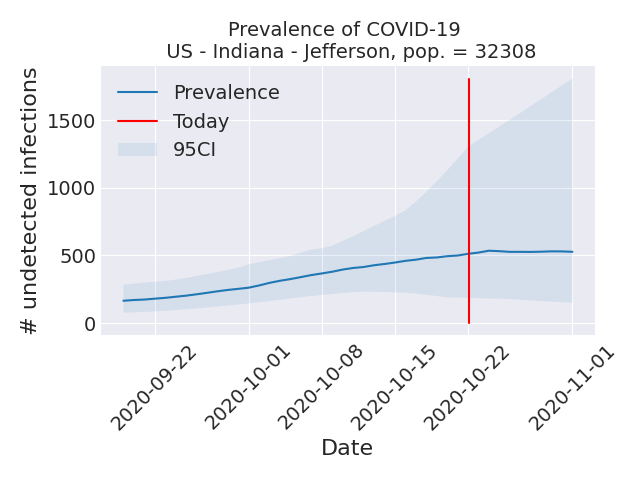 Prevalence of COVID-19
US - Indiana - Jefferson, pop. = 32308
# undetected infections
1500
1000
500
0
Prevalence
Today
95CI
2020-09-22
2020-10-01
2020-10-08
2020-10-15
2020-10-22
2020-11-01
Date